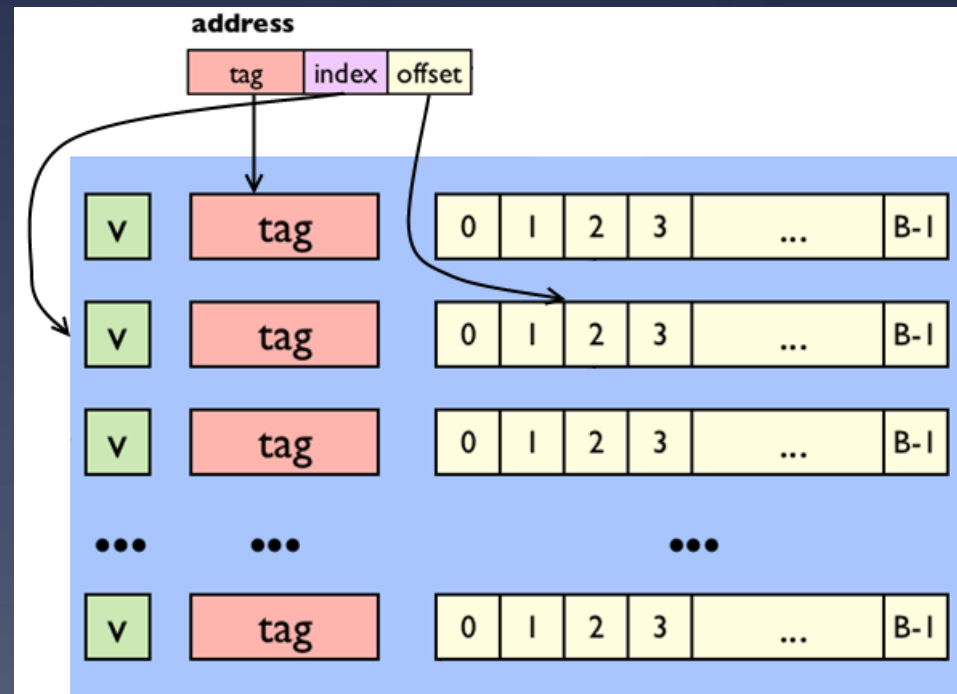 address
tag index offset
v tag 0 1 2 3 ... B-1
v tag 0 1 2 3 ... B-1
v tag 0 1 2 3 ... B-1
... ... ...
v tag 0 1 2 3 ... B-1